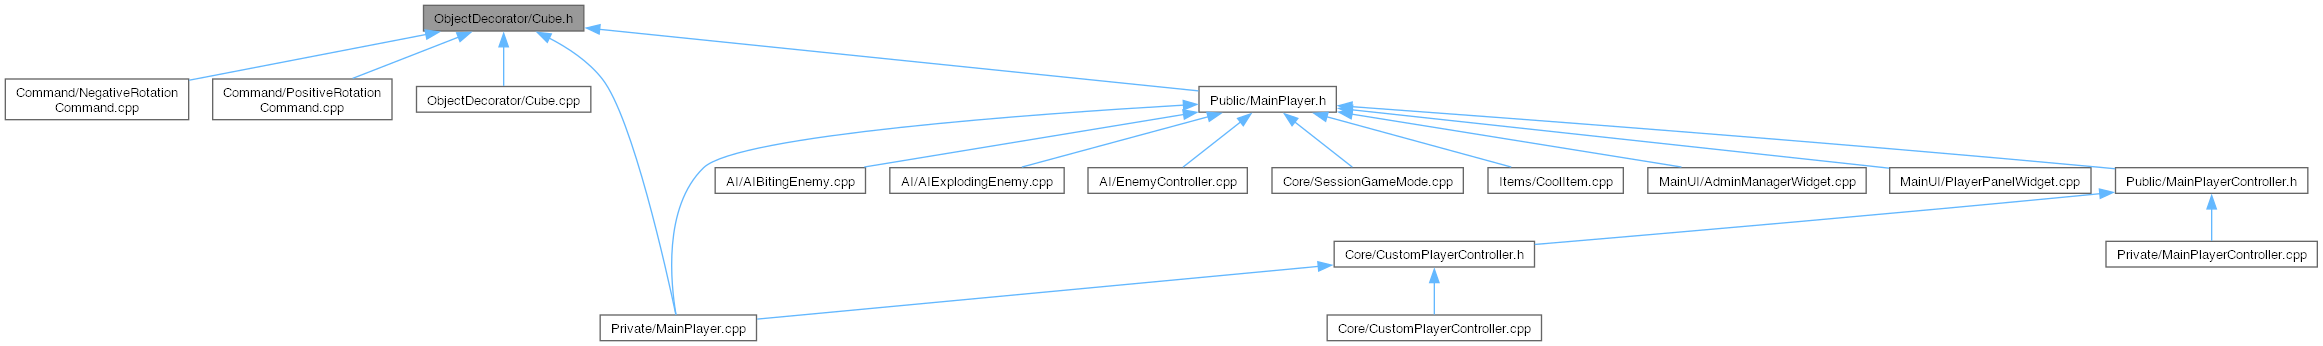 ObjectDecorator/Cube.h
Command/NegativeRotation
Command.cpp
Command/PositiveRotation
Command.cpp
ObjectDecorator/Cube.cpp
Public/MainPlayer.h
AI/AIBitingEnemy.cpp
AI/AIExplodingEnemy.cpp
AI/EnemyController.cpp
Core/SessionGameMode.cpp
Items/CoolItem.cpp
MainUI/AdminManagerWidget.cpp
MainUI/PlayerPanelWidget.cpp
Public/MainPlayerController.h
Core/CustomPlayerController.h
Private/MainPlayerController.cpp
Private/MainPlayer.cpp
Core/CustomPlayerController.cpp